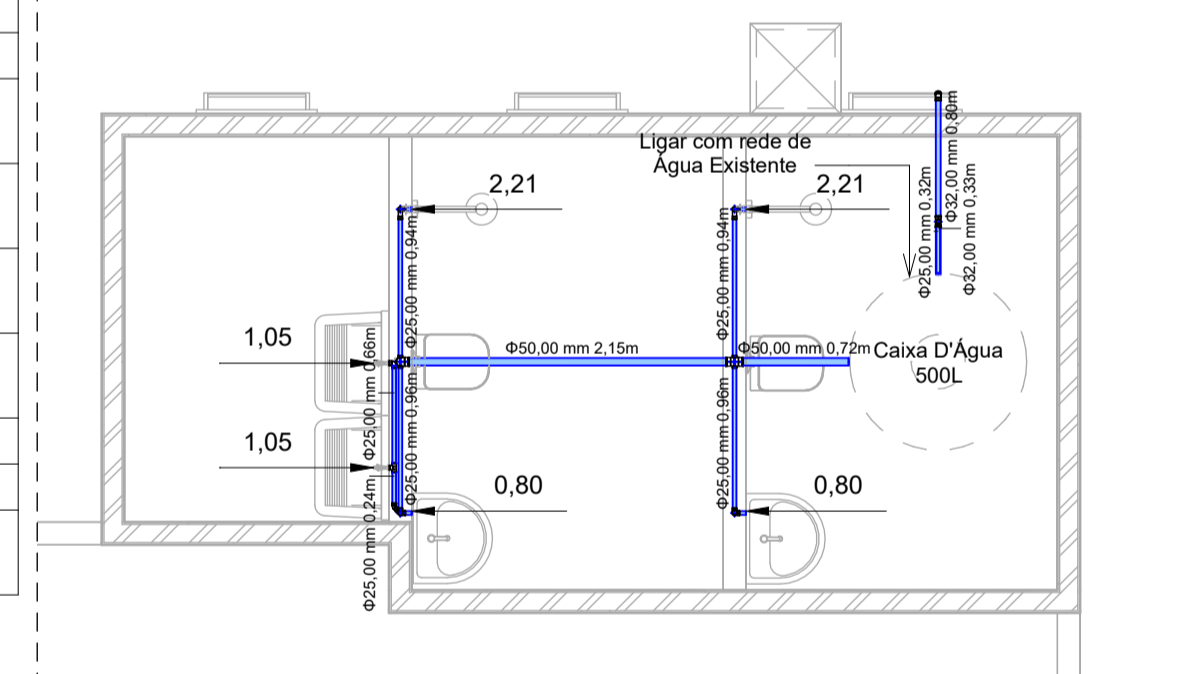 Ligar com rede de
Água Existente
2,21
2,21
Φ32,00 mm 0,80m
Φ25,00 mm 0,32m
Φ32,00 mm 0,33m
Φ25,00 mm 0,94m
Φ25,00 mm 0,94m
1,05
Φ25,00 mm 0,66m
Φ50,00 mm 2,15m
Φ50,00 mm 0,72m
Caixa D'Água
500L
Φ25,00 mm 0,96m
Φ25,00 mm 0,96m
1,05
0,80
0,80
Φ25,00 mm 0,24m